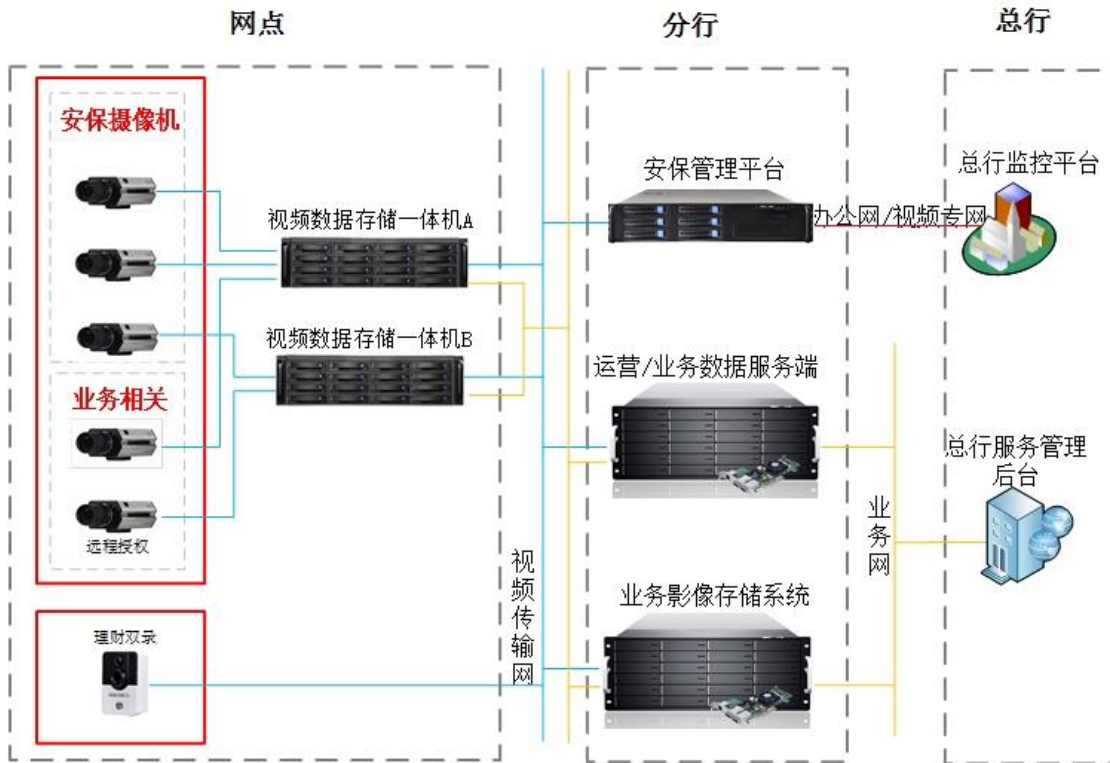 网点
分行
总行
安保摄像机
视频数据存储一体机A
视频数据存储一体机B
业务相关
远程授权
理财双录
视频传输网
安保管理平台
办公网/视频专网
总行监控平台
运营/业务数据服务端
业务影像存储系统
业务网
总行服务管理
后台